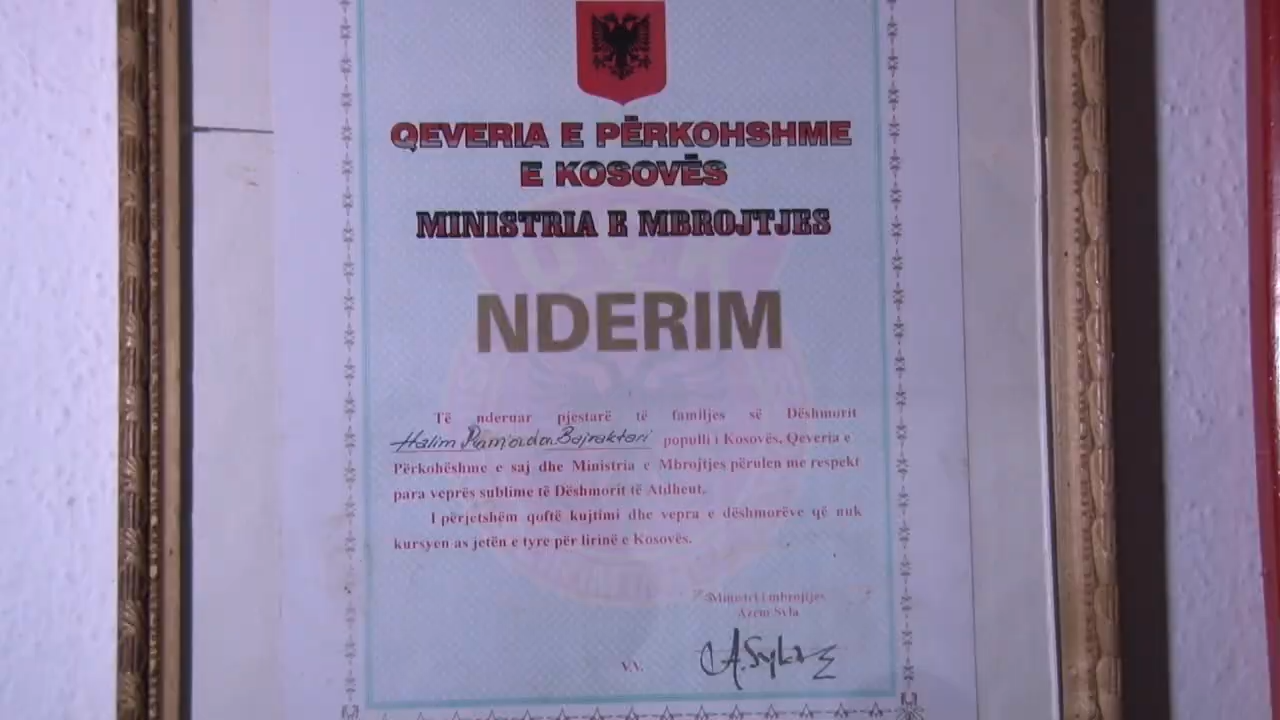 QEVERIA E PËRKOHSHME
E KOSOVËS
MINISTRIA E MBROJTJES
NDERIM
Të nderuar pjestarë të familjes së Dëshmorit
Halim Ramadan Bajraktari populli i Kosovës, Qeveria e
Përkohëshme e saj dhe Ministria e Mbrojtjes përulen me respekt
para veprës sublime të Dëshmorit të Atdheut.
I përjetshëm qoftë kujtimi dhe vepra e dëshmorëve që nuk
kursyen as jetën e tyre për lirinë e Kosovës.
Ministri i mbrojtjes
Azem Syla
A.Syla
V.V.